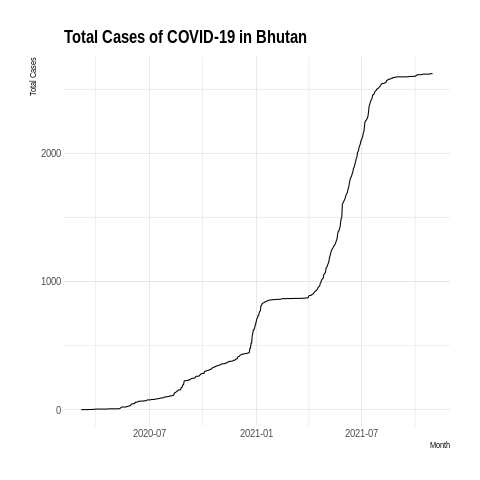 Total Cases of COVID-19 in Bhutan
Total Cases
2000
1000
0
2020-07 2021-01 2021-07
Month